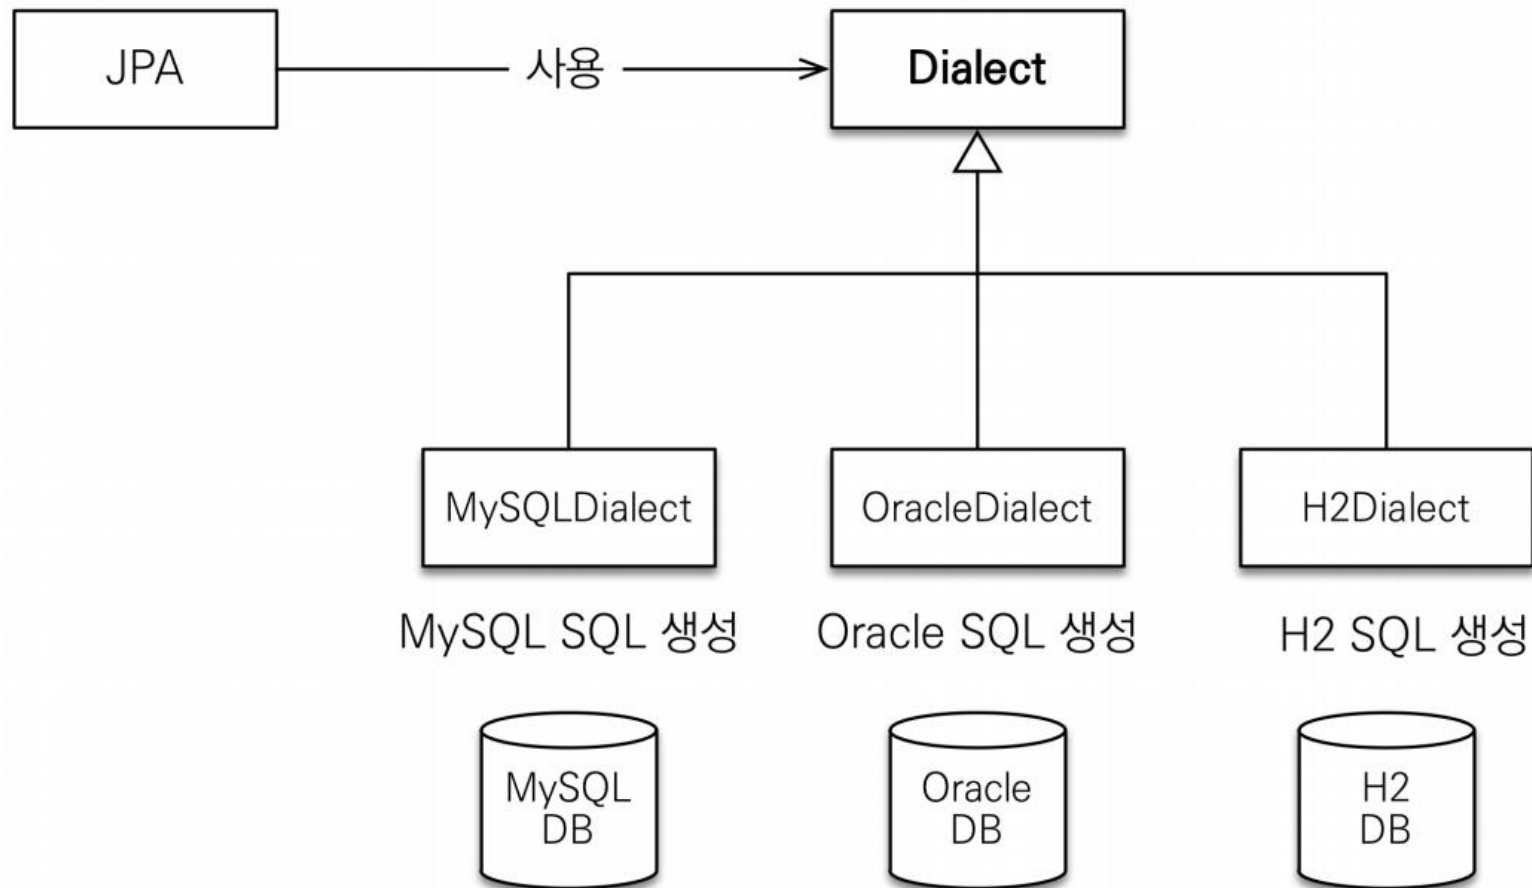 JPA
사용
Dialect
MySQLDialect
OracleDialect
H2Dialect
MySQL SQL 생성
Oracle SQL 생성
H2 SQL 생성
MySQL
DB
Oracle
DB
H2
DB